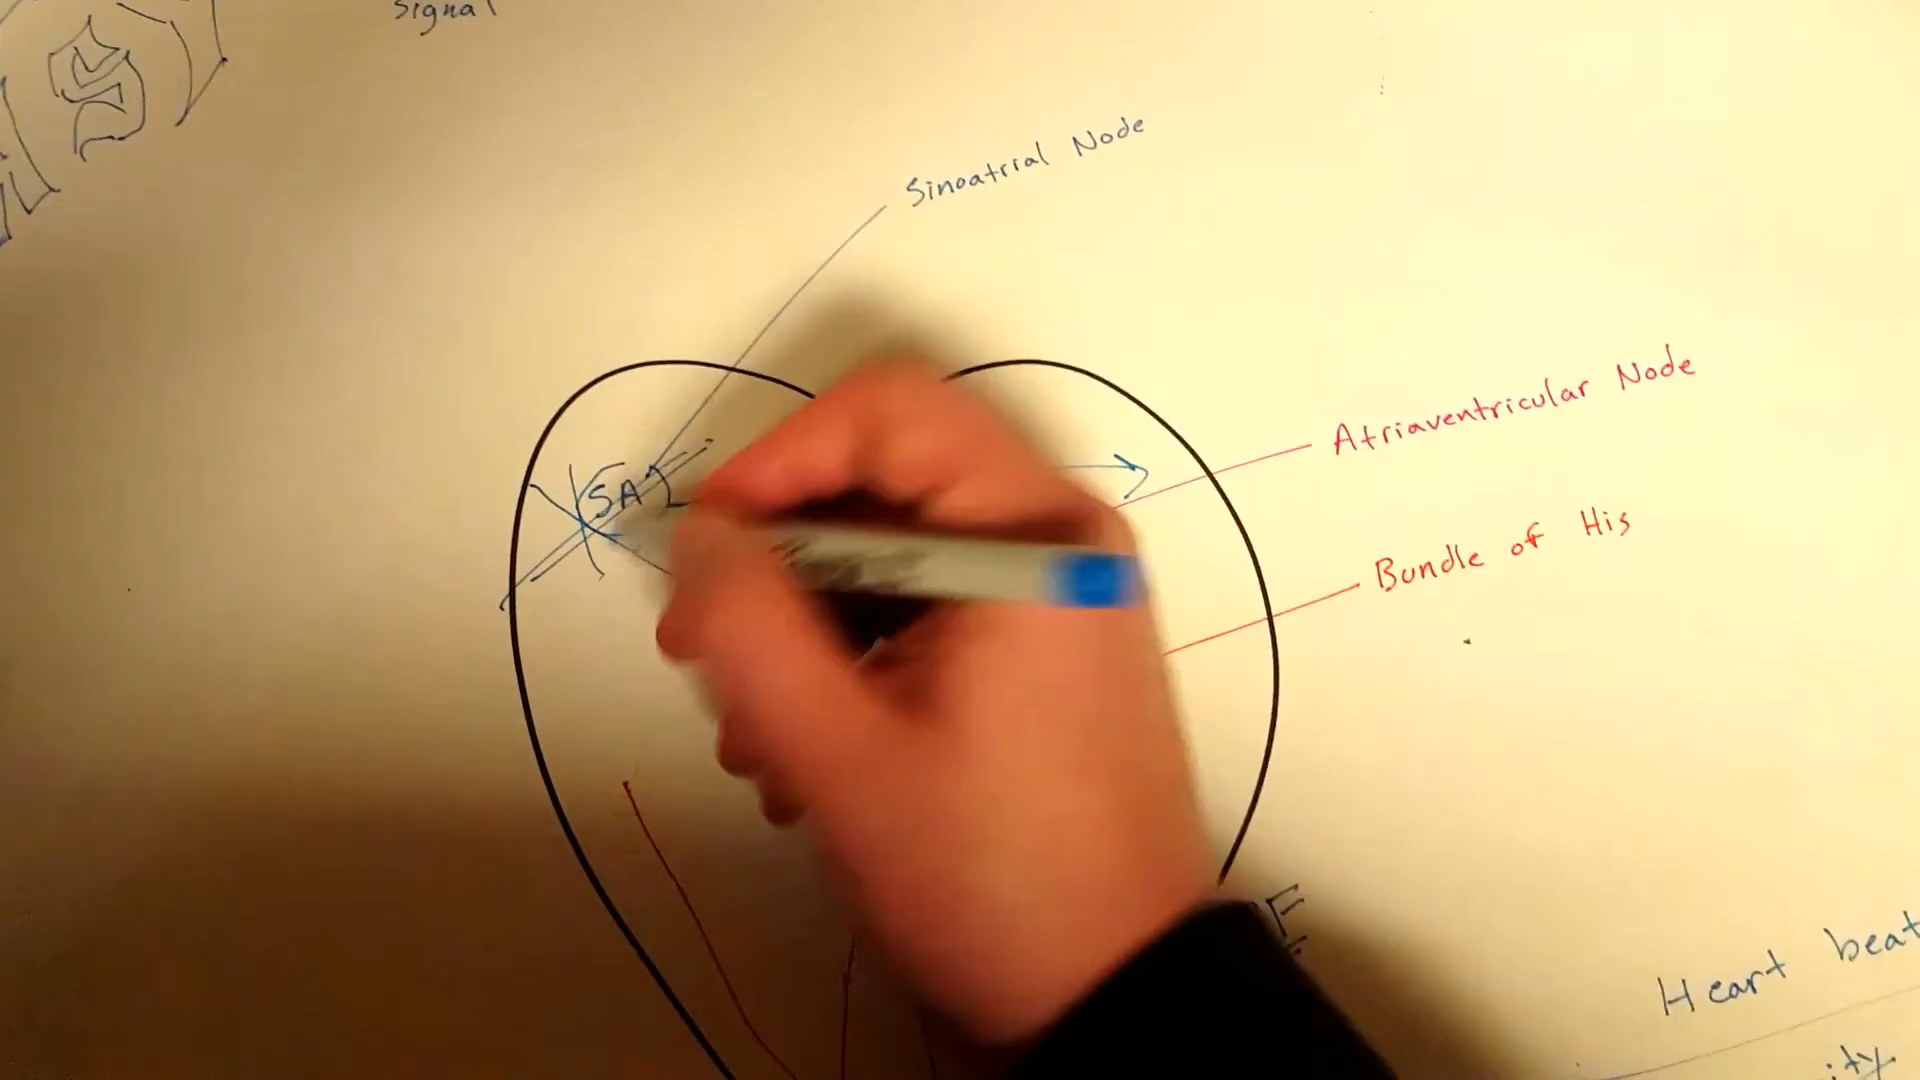 Signal
Sinoatrial Node
Atriaventricular Node
SA
Bundle of His
Heart beat